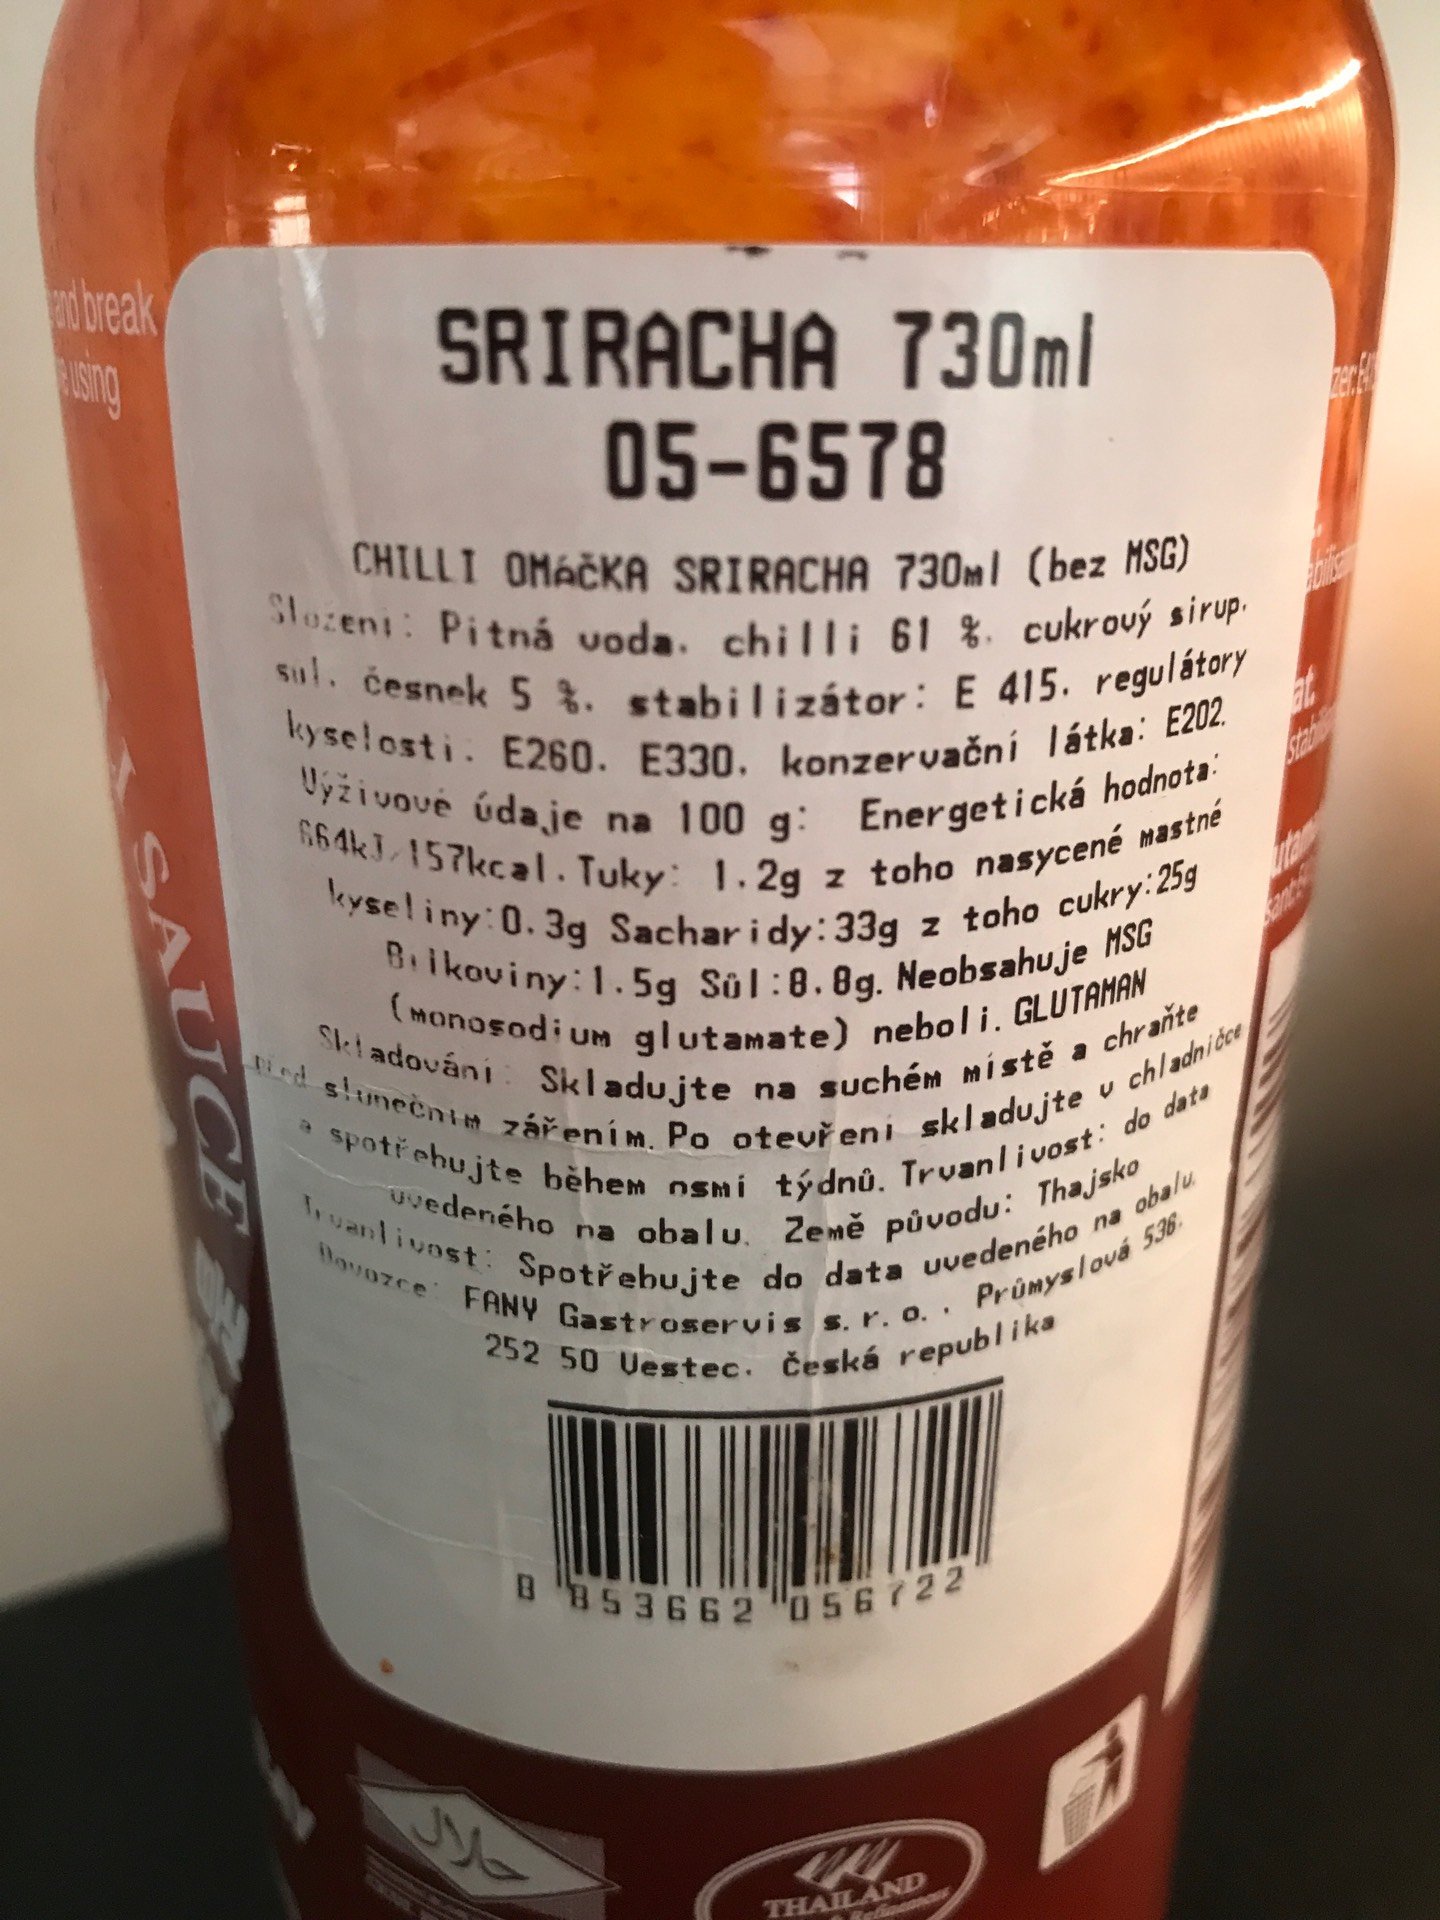 and break
using
SRIRACHA 730ml
05-6578
CHILLI OMáČKA SRIRACHA 730ml (bez MSG)
Složení: Pitná voda, chilli 61 %, cukrový sirup,
sůl, česnek 5 %, stabilizátor: E 415, regulátory
kyselosti: E260, E330, konzervační látka: E202.
Výživové údaje na 100 g: Energetická hodnota:
664kJ/157kcal.Tuky: 1.2g z toho nasycené mastné
kyseliny:0.3g Sacharidy:33g z toho cukry:25g
Bílkoviny:1.5g Sůl:8.8g. Neobsahuje MSG
(monosodium glutamate) neboli. GLUTAMAN
Skladování: Skladujte na suchém místě a chraňte
před slunečním zářením. Po otevření skladujte v chladničce
a spotřebujte během osmi týdnů. Trvanlivost: do data
uvedeného na obalu. Země původu: Thajsko
Trvanlivost: Spotřebujte do data uvedeného na obalu.
Dovozce: FANY Gastroservis s.r.o., Průmyslová 536,
252 50 Vestec, Česká republika
8 853662 056722
SAUCE
حلال
THAILAND